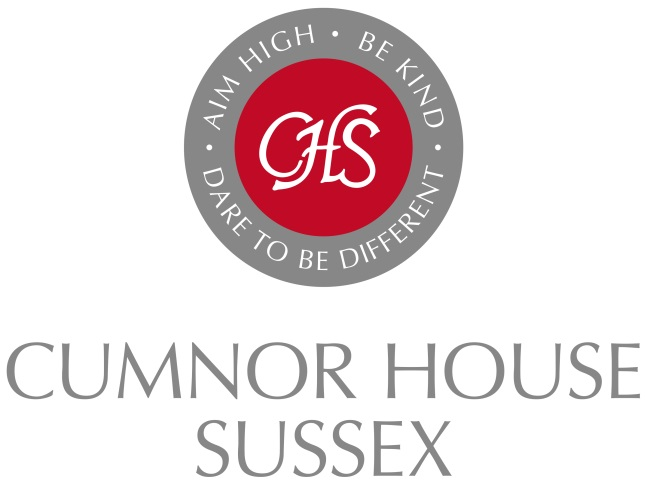 AIM HIGH • BE KIND •
DARE TO BE DIFFERENT •
CHS
CUMNOR HOUSE
SUSSEX